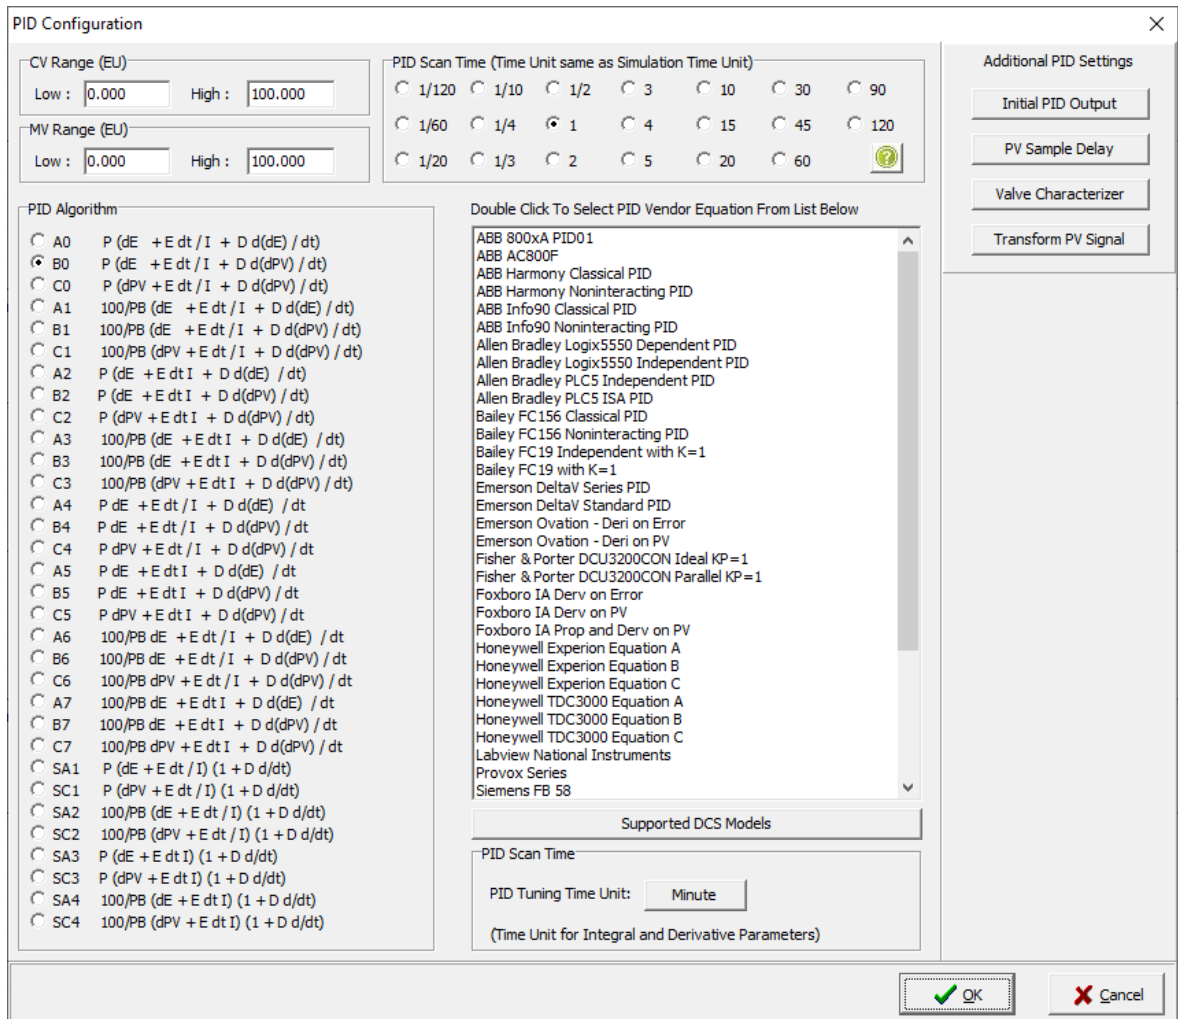 PID Configuration
CV Range (EU)
Low : 0.000 High : 100.000
MV Range (EU)
Low : 0.000 High : 100.000
PID Scan Time (Time Unit same as Simulation Time Unit)
1/120 1/10 1/2 3 10 30 90
1/60 1/4 1 4 15 45 120
1/20 1/3 2 5 20 60 ?
Additional PID Settings
Initial PID Output
PV Sample Delay
Valve Characterizer
Transform PV Signal
PID Algorithm
A0 P (dE + E dt / I + D d(dE) / dt)
B0 P (dE + E dt / I + D d(dPV) / dt)
C0 P (dPV + E dt / I + D d(dPV) / dt)
A1 100/PB (dE + E dt / I + D d(dE) / dt)
B1 100/PB (dE + E dt / I + D d(dPV) / dt)
C1 100/PB (dPV + E dt / I + D d(dPV) / dt)
A2 P (dE + E dt I + D d(dE) / dt)
B2 P (dE + E dt I + D d(dPV) / dt)
C2 P (dPV + E dt I + D d(dPV) / dt)
A3 100/PB (dE + E dt I + D d(dE) / dt)
B3 100/PB (dE + E dt I + D d(dPV) / dt)
C3 100/PB (dPV + E dt I + D d(dPV) / dt)
A4 P dE + E dt / I + D d(dE) / dt
B4 P dE + E dt / I + D d(dPV) / dt
C4 P dPV + E dt / I + D d(dPV) / dt
A5 P dE + E dt I + D d(dE) / dt
B5 P dE + E dt I + D d(dPV) / dt
C5 P dPV + E dt I + D d(dPV) / dt
A6 100/PB dE + E dt / I + D d(dE) / dt
B6 100/PB dE + E dt / I + D d(dPV) / dt
C6 100/PB dPV + E dt / I + D d(dPV) / dt
A7 100/PB dE + E dt I + D d(dE) / dt
B7 100/PB dE + E dt I + D d(dPV) / dt
C7 100/PB dPV + E dt I + D d(dPV) / dt
SA1 P (dE + E dt / I) (1 + D d/dt)
SC1 P (dPV + E dt / I) (1 + D d/dt)
SA2 100/PB (dE + E dt / I) (1 + D d/dt)
SC2 100/PB (dPV + E dt / I) (1 + D d/dt)
SA3 P (dE + E dt I) (1 + D d/dt)
SC3 P (dPV + E dt I) (1 + D d/dt)
SA4 100/PB (dE + E dt I) (1 + D d/dt)
SC4 100/PB (dPV + E dt I) (1 + D d/dt)
Double Click To Select PID Vendor Equation From List Below
ABB 800xA PID01
ABB AC800F
ABB Harmony Classical PID
ABB Harmony Noninteracting PID
ABB Info90 Classical PID
ABB Info90 Noninteracting PID
Allen Bradley Logix5550 Dependent PID
Allen Bradley Logix5550 Independent PID
Allen Bradley PLC5 Independent PID
Allen Bradley PLC5 ISA PID
Bailey FC156 Classical PID
Bailey FC156 Noninteracting PID
Bailey FC19 Independent with K=1
Bailey FC19 with K=1
Emerson DeltaV Series PID
Emerson DeltaV Standard PID
Emerson Ovation - Deri on Error
Emerson Ovation - Deri on PV
Fisher & Porter DCU3200CON Ideal KP=1
Fisher & Porter DCU3200CON Parallel KP=1
Foxboro IA Derv on Error
Foxboro IA Derv on PV
Foxboro IA Prop and Derv on PV
Honeywell Experion Equation A
Honeywell Experion Equation B
Honeywell Experion Equation C
Honeywell TDC3000 Equation A
Honeywell TDC3000 Equation B
Honeywell TDC3000 Equation C
Labview National Instruments
Provox Series
Siemens FB 58
Supported DCS Models
PID Scan Time
PID Tuning Time Unit: Minute
(Time Unit for Integral and Derivative Parameters)
OK Cancel